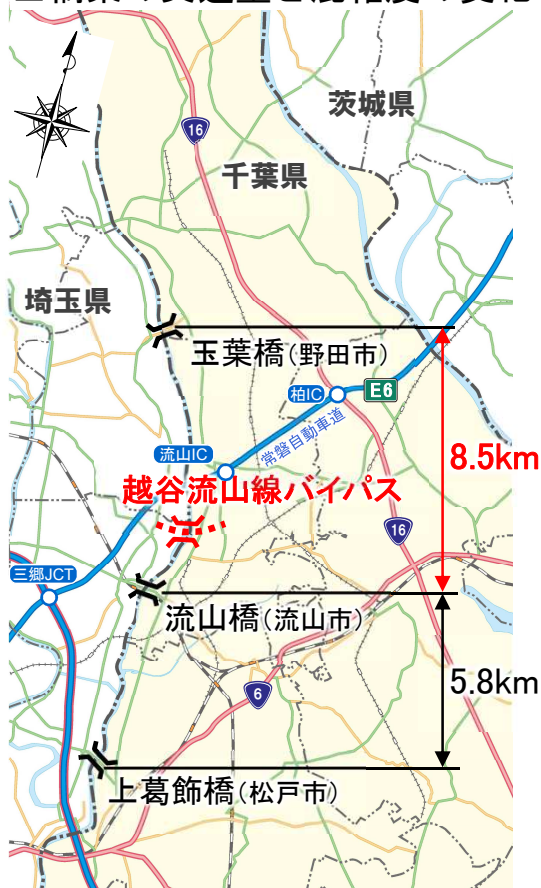 16
茨城県
千葉県
埼玉県
玉葉橋(野田市)
柏IC
E6
常磐自動車道
流山IC
8.5km
越谷流山線バイパス
16
三郷JCT
流山橋(流山市)
5.8km
6
上葛飾橋(松戸市)